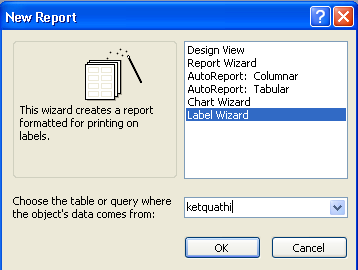 New Report
This wizard creates a report
formatted for printing on
labels.
Design View
Report Wizard
AutoReport: Columnar
AutoReport: Tabular
Chart Wizard
Label Wizard
Choose the table or query where
the object's data comes from:
ketquathi
OK
Cancel